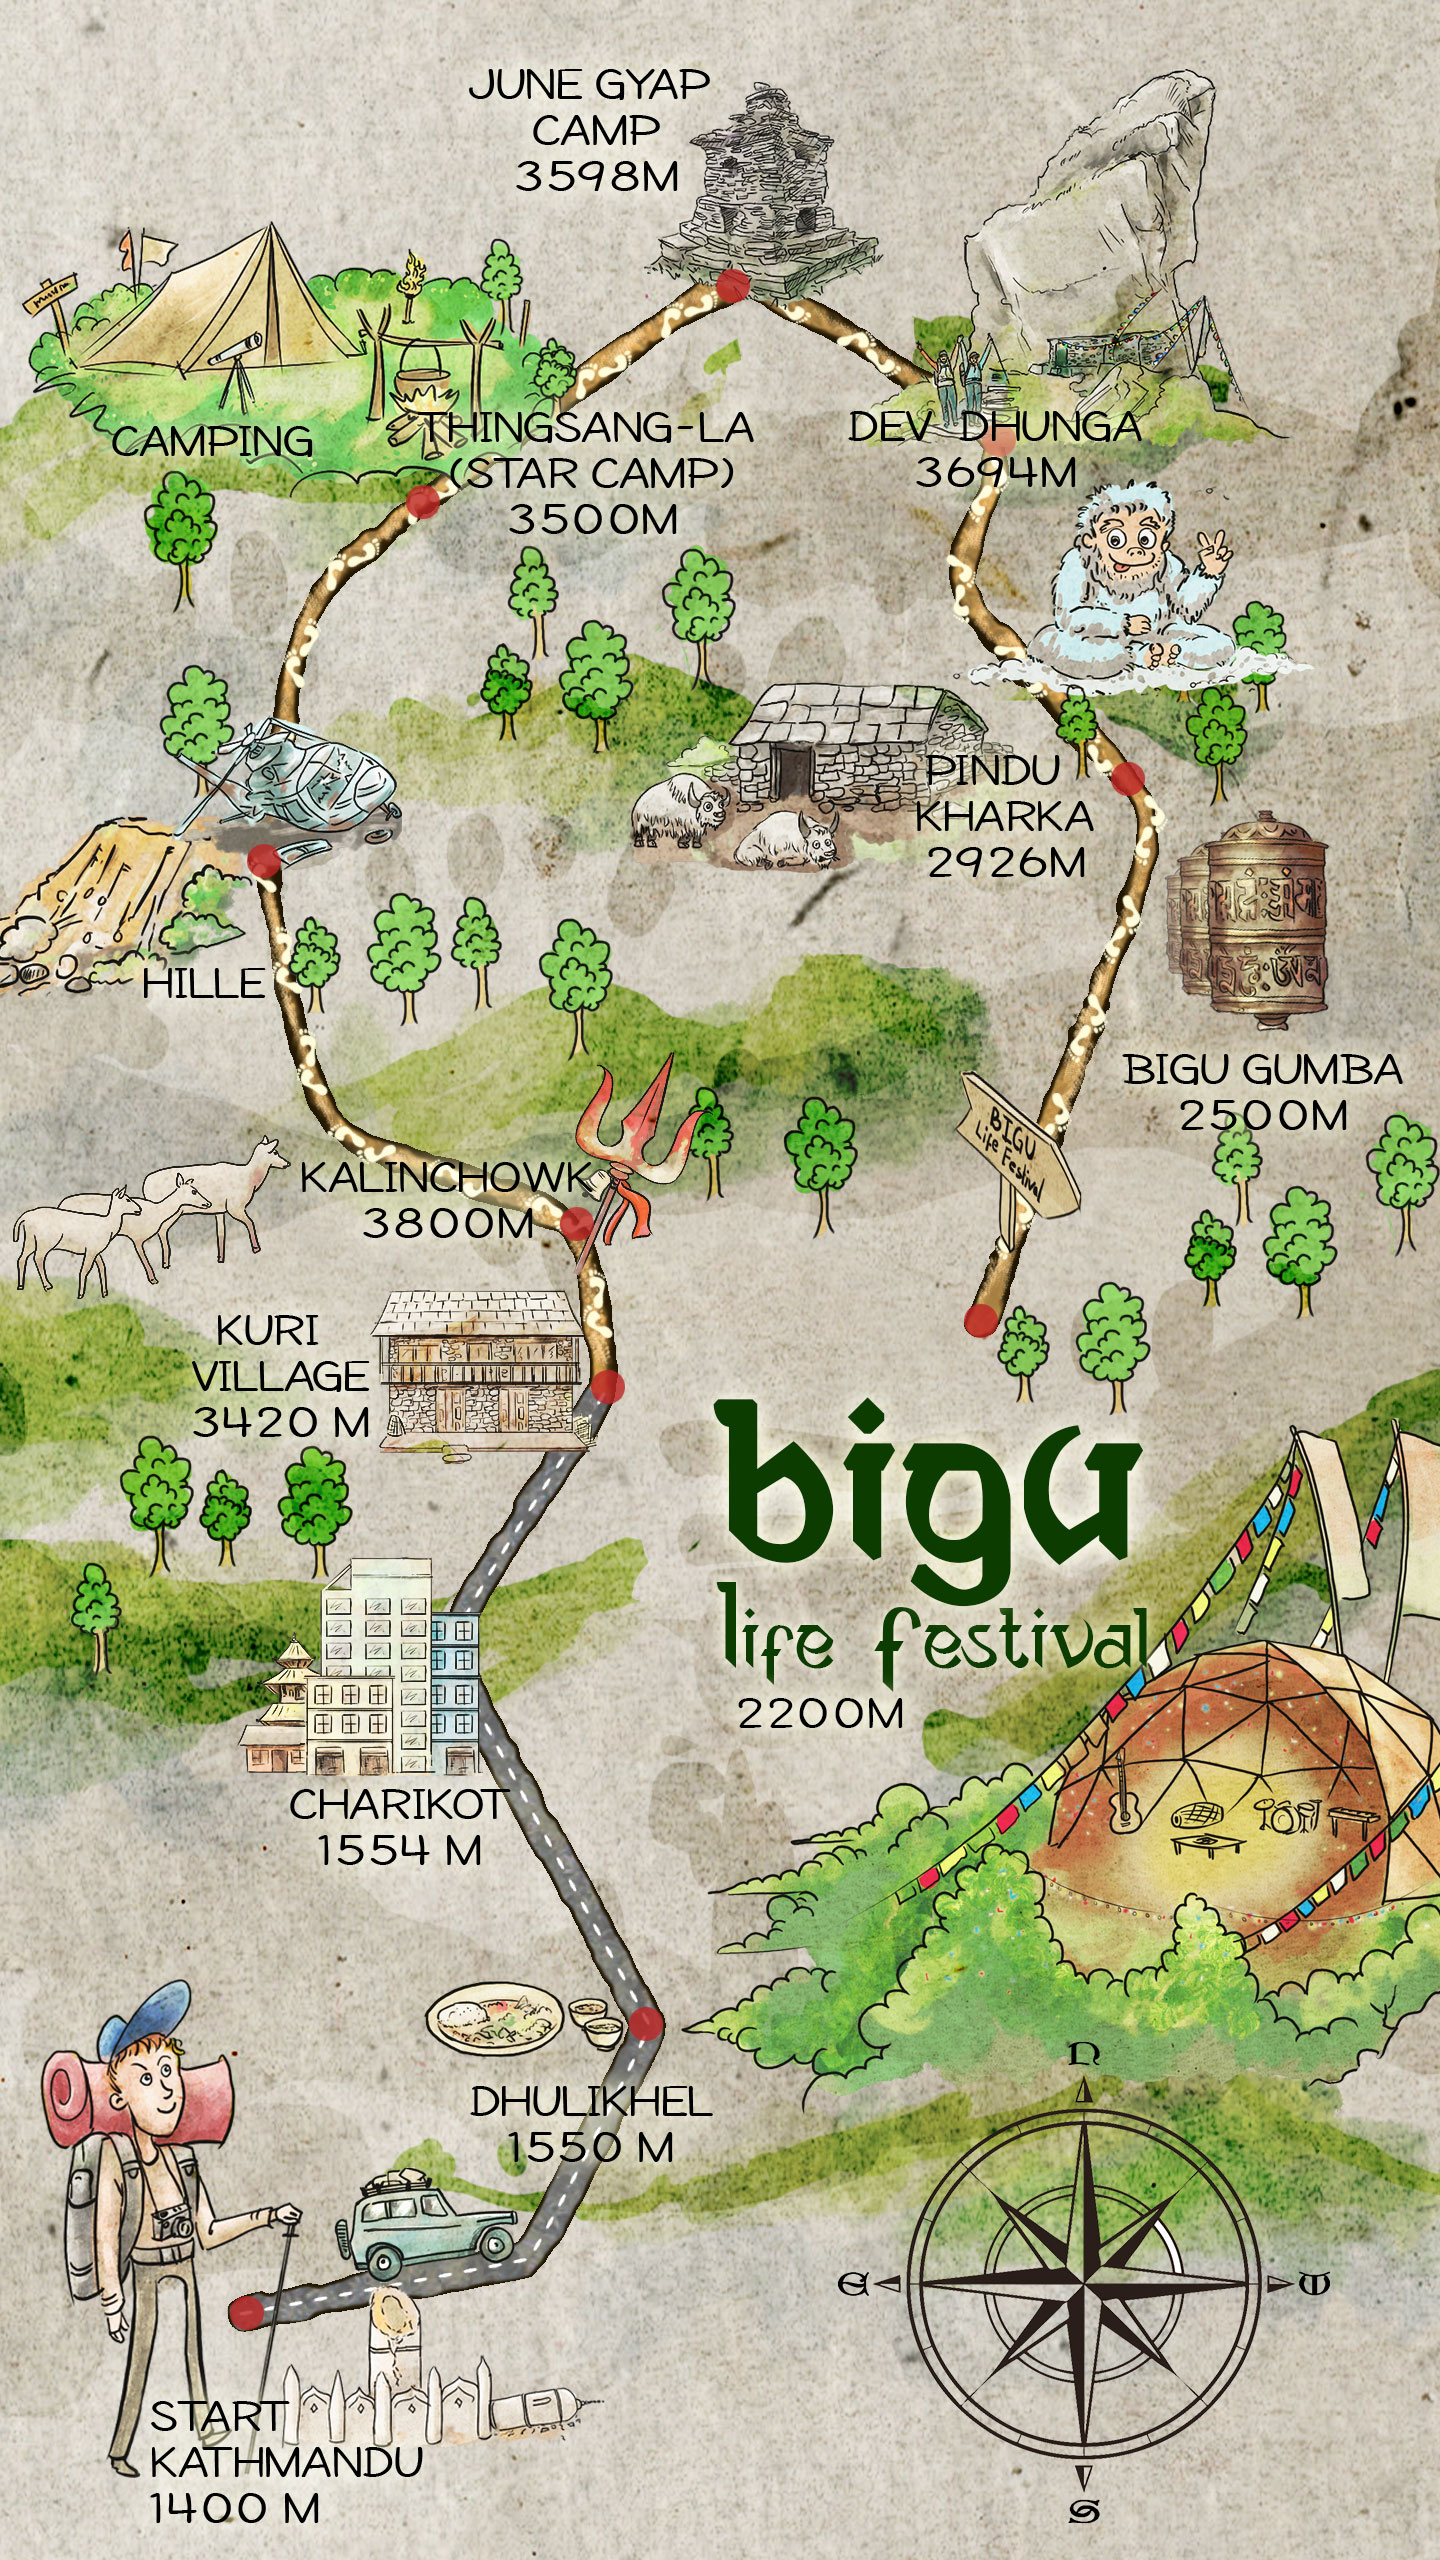 JUNE GYAP
CAMP
3598M
CAMPING
THINGSANG-LA
(STAR CAMP)
3500M
DEV DHUNGA
3694M
PINDU
KHARKA
2926M
HILLE
BIGU GUMBA
2500M
BIGU
Life Festival
KALINCHOWK
3800M
KURI
VILLAGE
3420 M
bigu
life festival
2200M
CHARIKOT
1554 M
DHULIKHEL
1550 M
N
E
W
S
START
KATHMANDU
1400 M